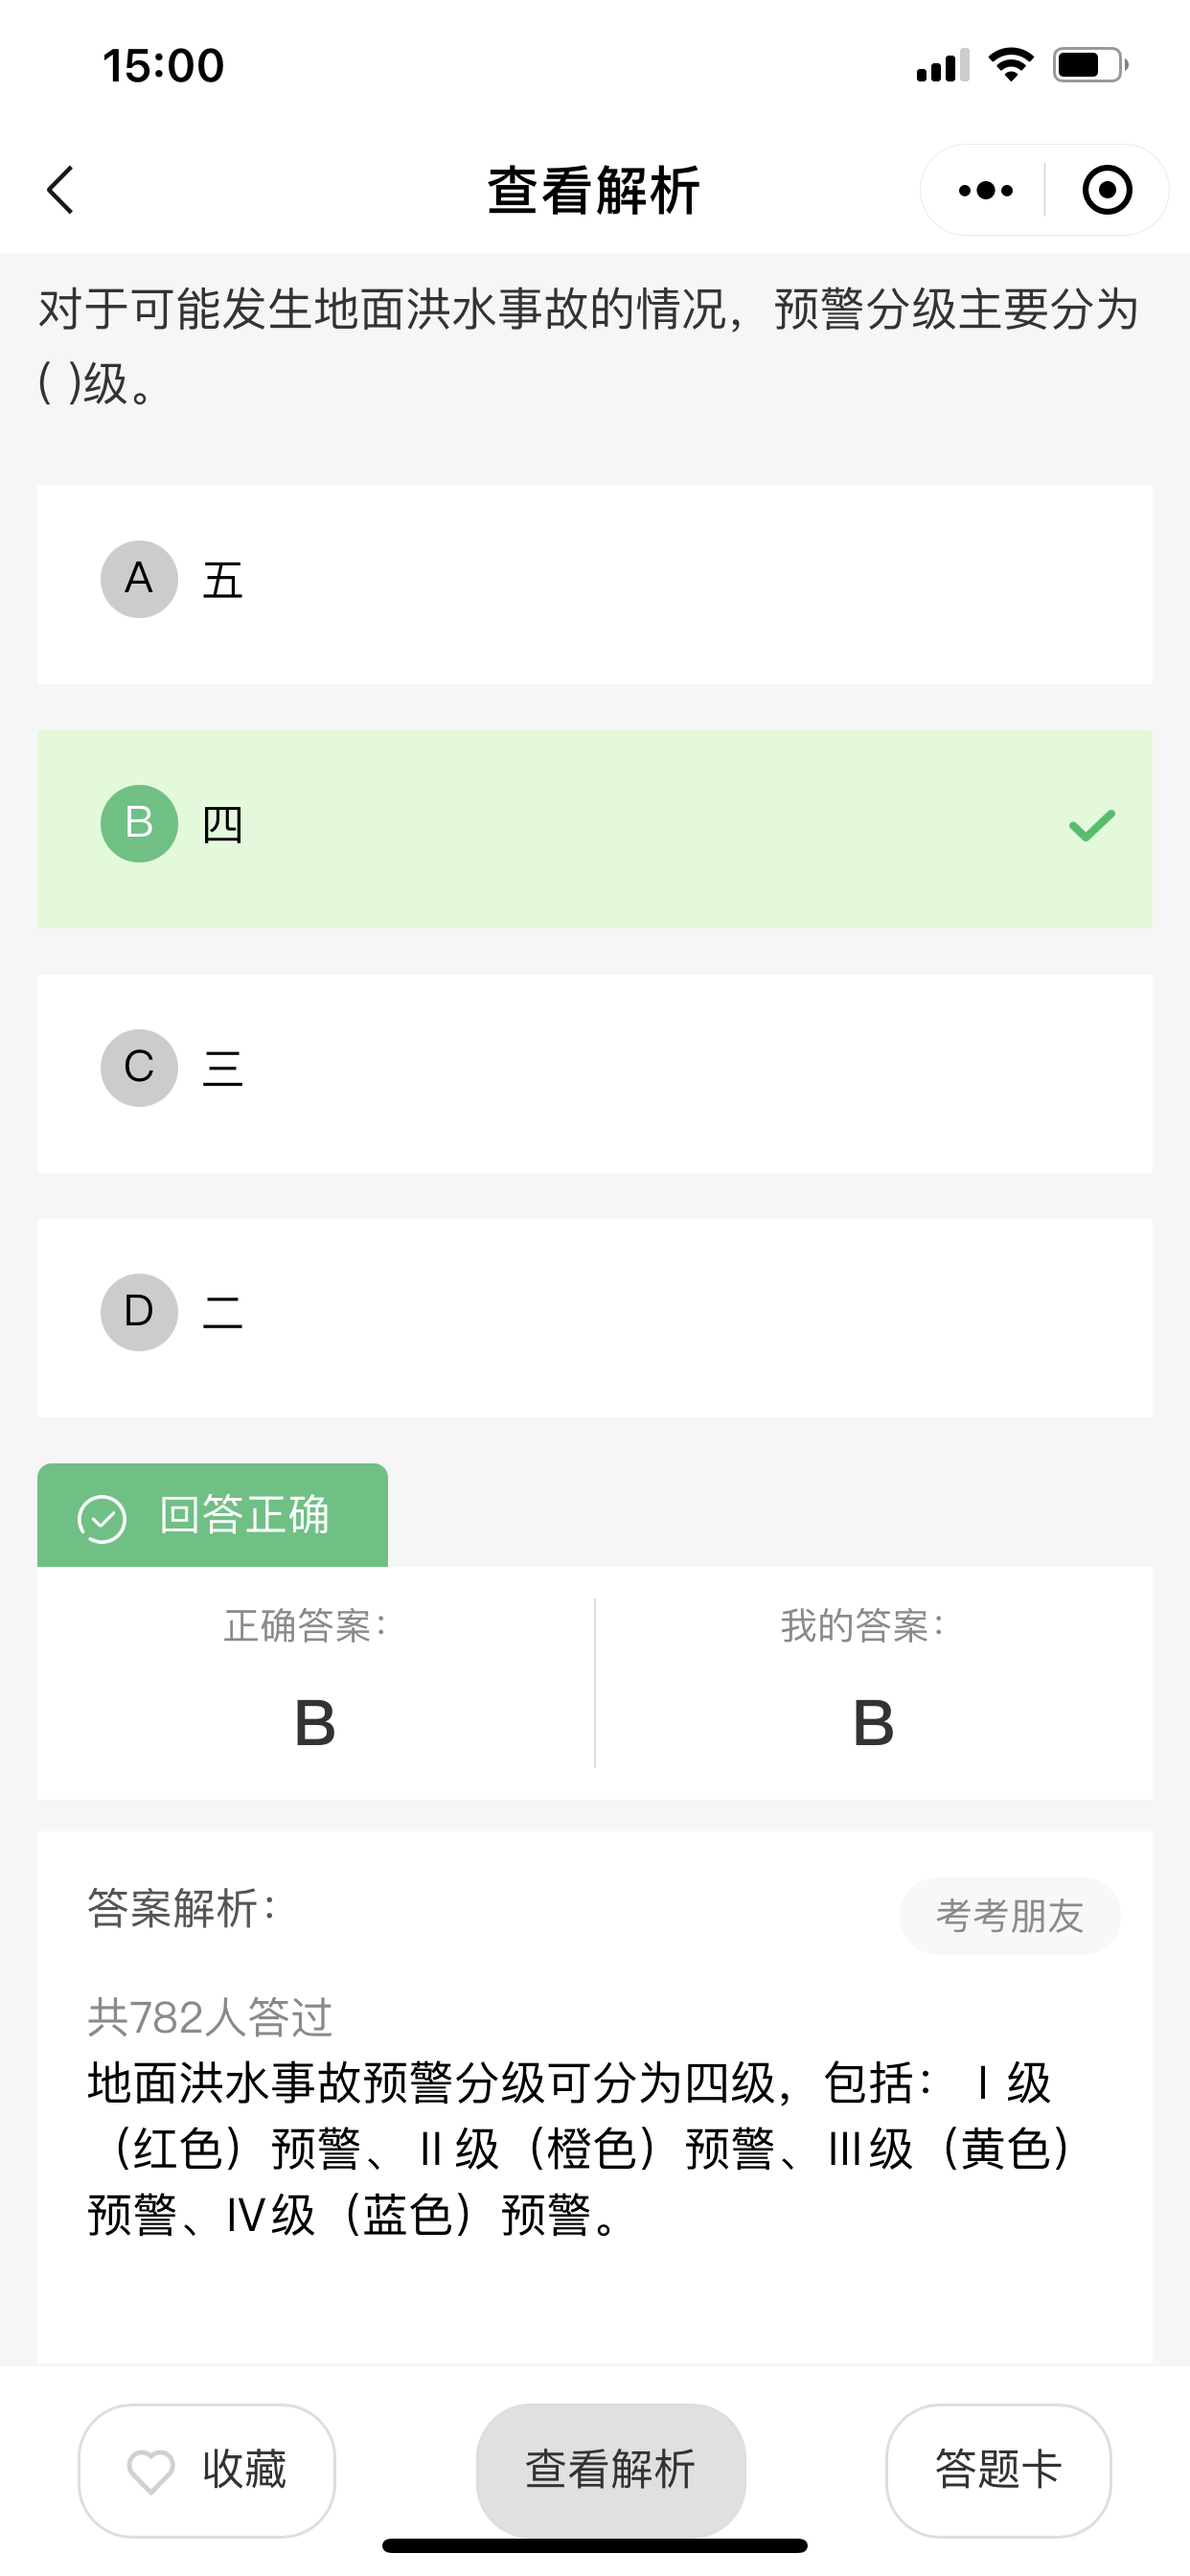 15:00
查看解析
对于可能发生地面洪水事故的情况，预警分级主要分为
( )级。
A 五
B 四
C 三
D 二
回答正确
正确答案：
我的答案：
B
B
答案解析：
考考朋友
共782人答过
地面洪水事故预警分级可分为四级，包括：Ⅰ级
（红色）预警、Ⅱ级（橙色）预警、Ⅲ级（黄色）
预警、Ⅳ级（蓝色）预警。
收藏
查看解析
答题卡